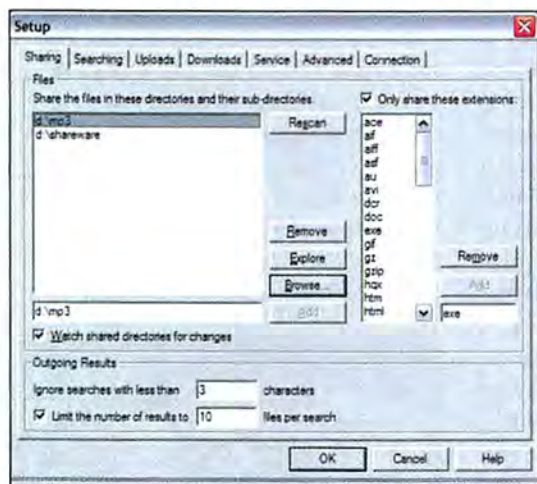 Setup
Sharing Searching Uploads Downloads Service Advanced Connection
Files
Share the files in these directories and their sub-directories
Only share these extensions:
d:\mp3
d:\shareware
Rescan
Remove
Explore
Browse...
Add
d:\mp3
ace
aif
aiff
asf
au
avi
dcr
doc
exe
gif
gz
gzip
hqx
htm
html
Remove
Add
exe
Watch shared directories for changes
Outgoing Results
Ignore searches with less than 3 characters
Limit the number of results to 10 files per search
OK Cancel Help